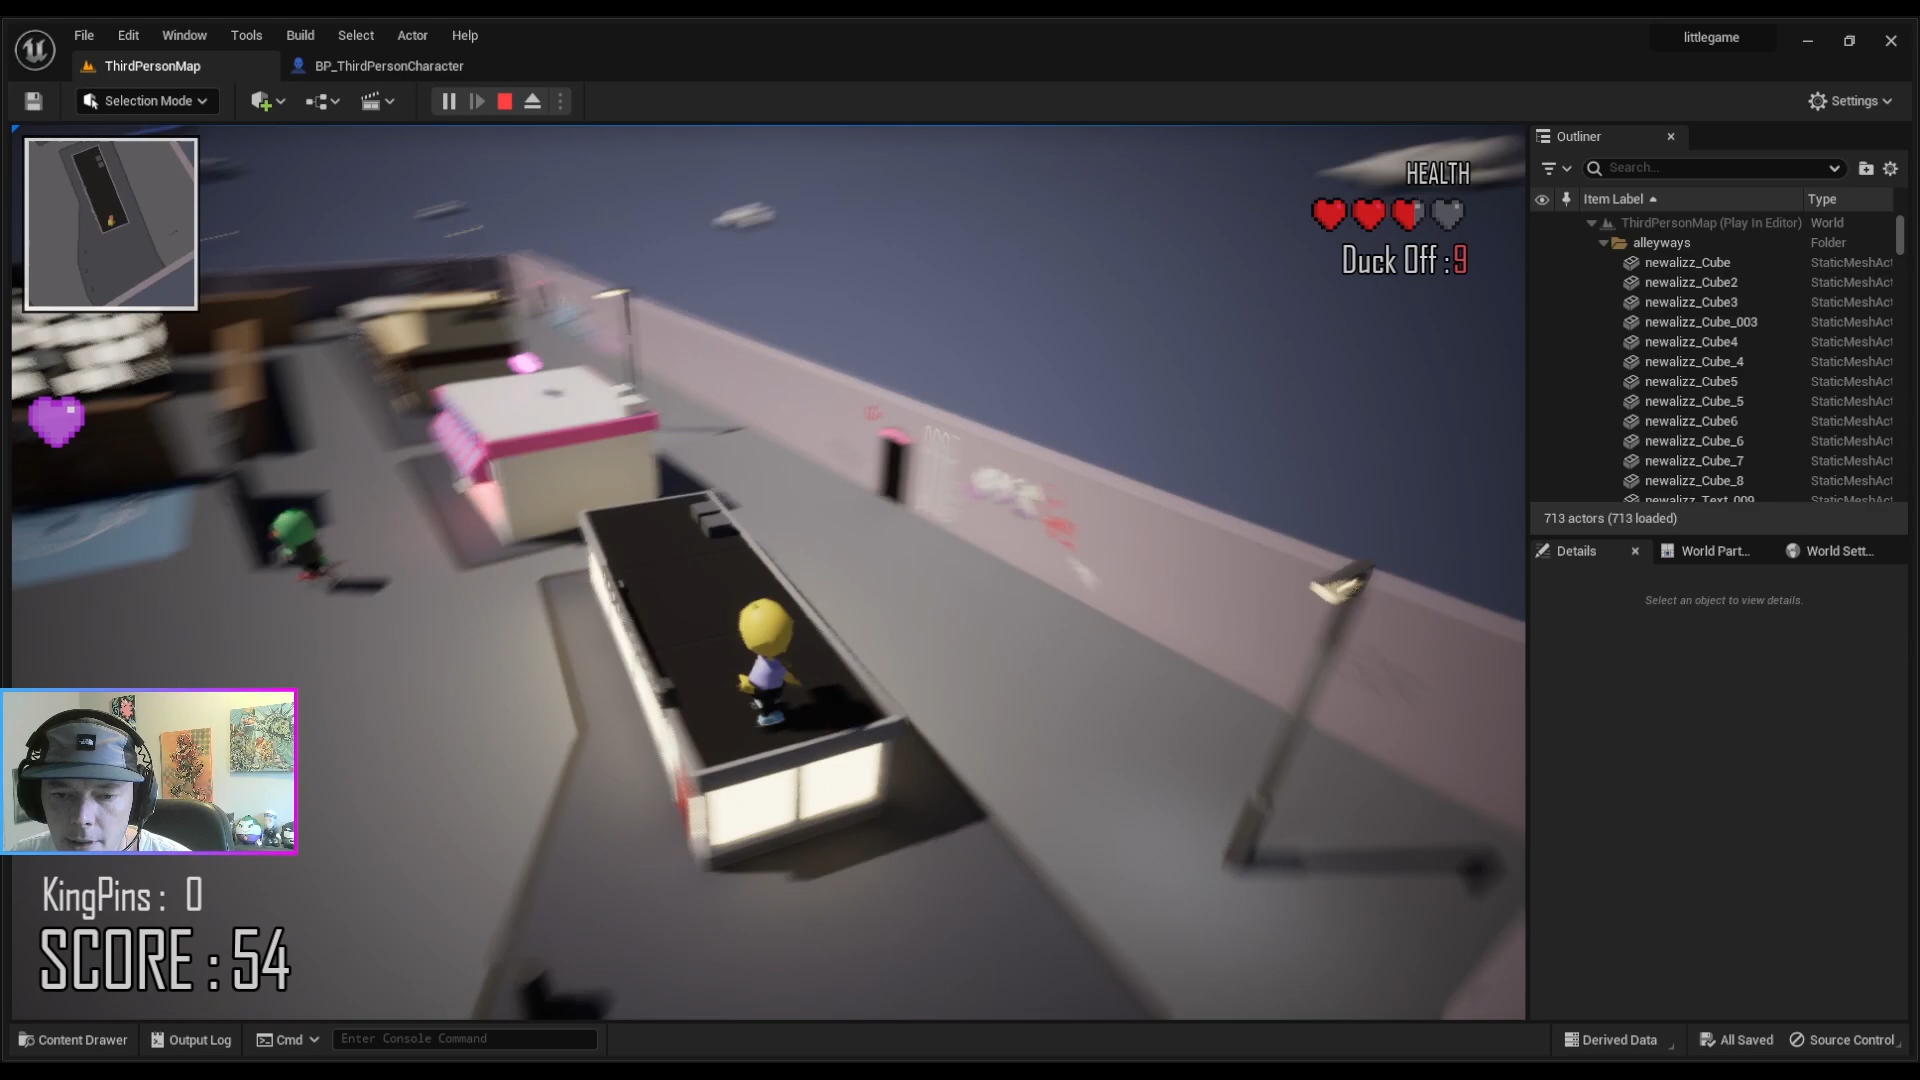 File Edit Window Tools Build Select Actor Help
littlegame
ThirdPersonMap
BP_ThirdPersonCharacter
Selection Mode
Settings
Outliner
Search...
Item Label Type
ThirdPersonMap (Play In Editor) World
alleyways Folder
newalizz_Cube StaticMeshAct
newalizz_Cube2 StaticMeshAct
newalizz_Cube3 StaticMeshAct
newalizz_Cube_003 StaticMeshAct
newalizz_Cube4 StaticMeshAct
newalizz_Cube_4 StaticMeshAct
newalizz_Cube5 StaticMeshAct
newalizz_Cube_5 StaticMeshAct
newalizz_Cube6 StaticMeshAct
newalizz_Cube_6 StaticMeshAct
newalizz_Cube_7 StaticMeshAct
newalizz_Cube_8 StaticMeshAct
newalizz_Text_009 StaticMeshAct
713 actors (713 loaded)
Details
World Part...
World Sett...
Select an object to view details.
HEALTH
Duck Off :9
KingPins : 0
SCORE : 54
Content Drawer
Output Log
Cmd
Enter Console Command
Derived Data
All Saved
Source Control